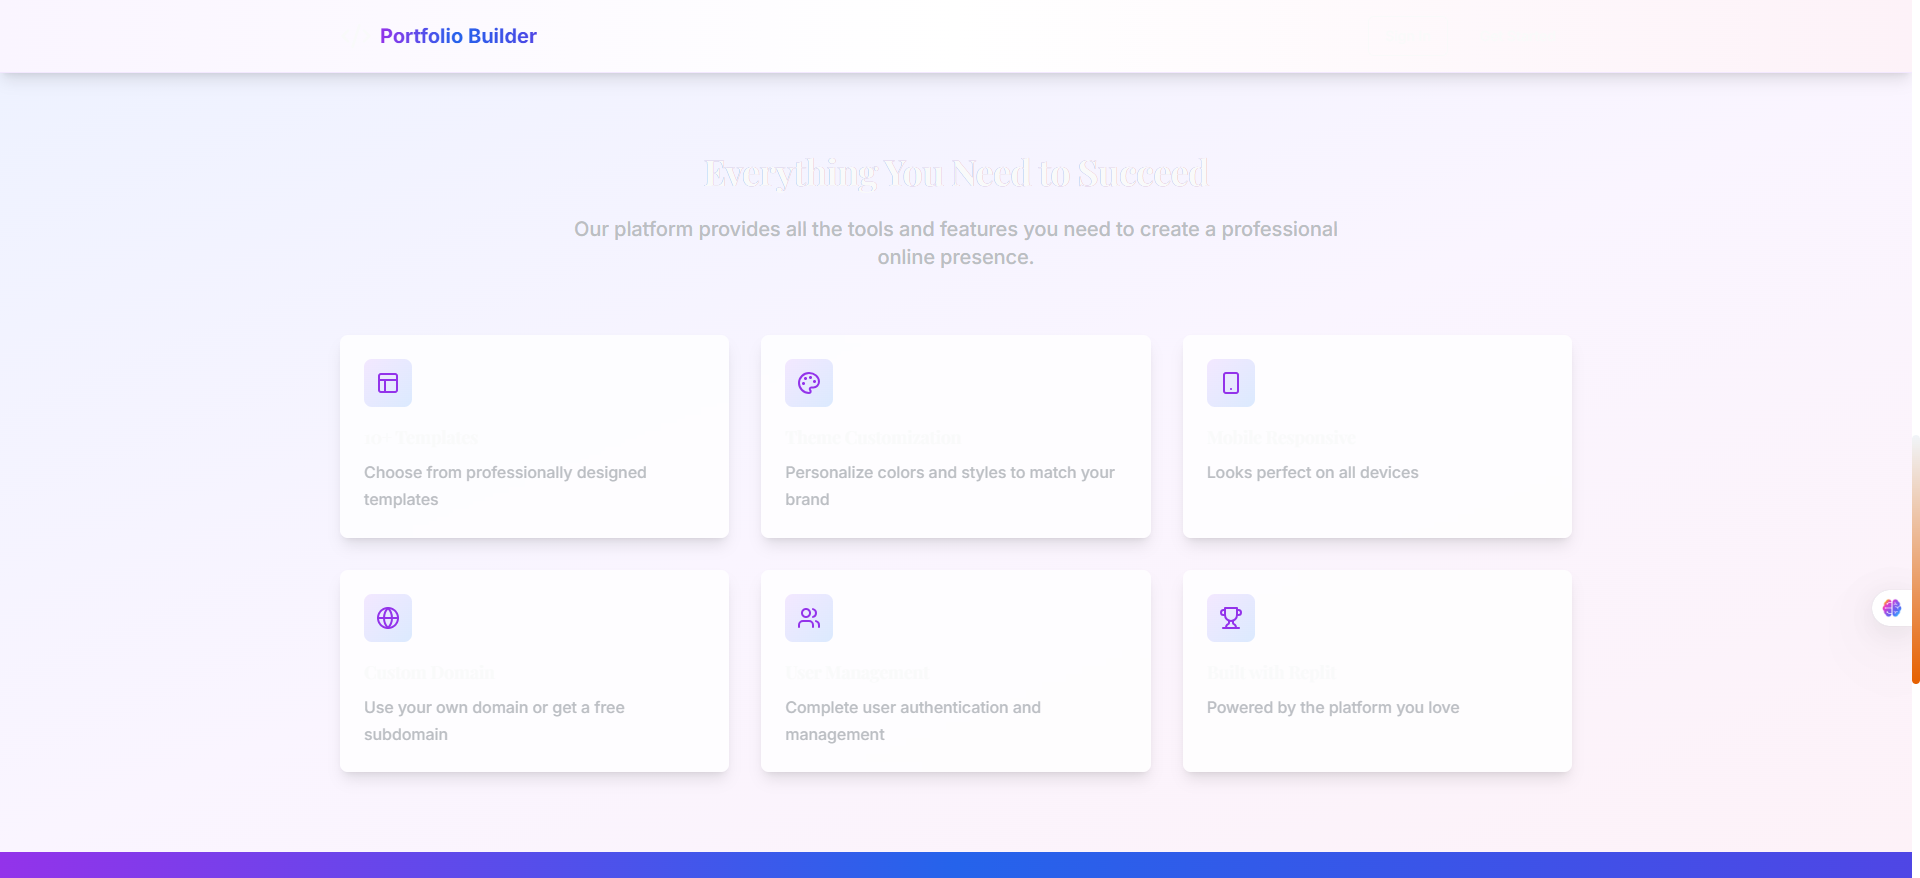 Portfolio Builder
Everything You Need to Succeed
Our platform provides all the tools and features you need to create a professional
online presence.
10+ Templates
Choose from professionally designed
templates
Theme Customization
Personalize colors and styles to match your
brand
Mobile Responsive
Looks perfect on all devices
Custom Domain
Use your own domain or get a free
subdomain
User Management
Complete user authentication and
management
Built with Replit
Powered by the platform you love